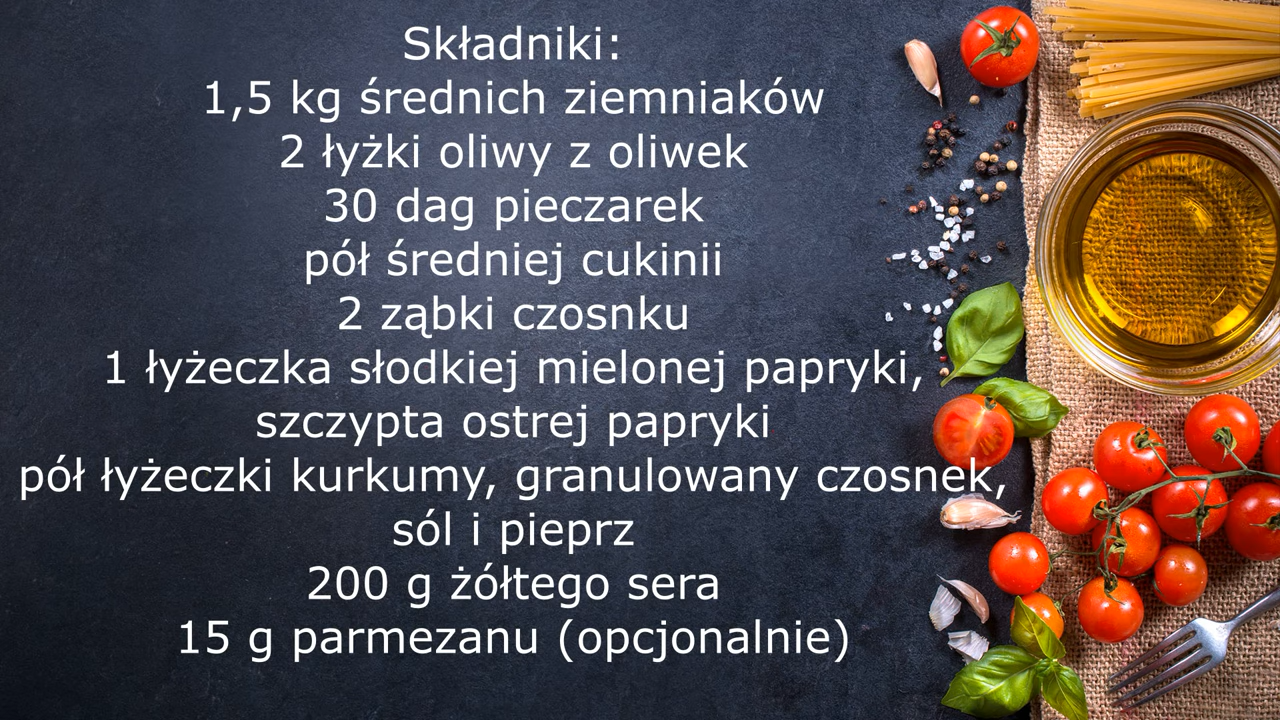 Składniki:
1,5 kg średnich ziemniaków
2 łyżki oliwy z oliwek
30 dag pieczarek
pół średniej cukinii
2 ząbki czosnku
1 łyżeczka słodkiej mielonej papryki,
szczypta ostrej papryki
pół łyżeczki kurkumy, granulowany czosnek,
sól i pieprz
200 g żółtego sera
15 g parmezanu (opcjonalnie)